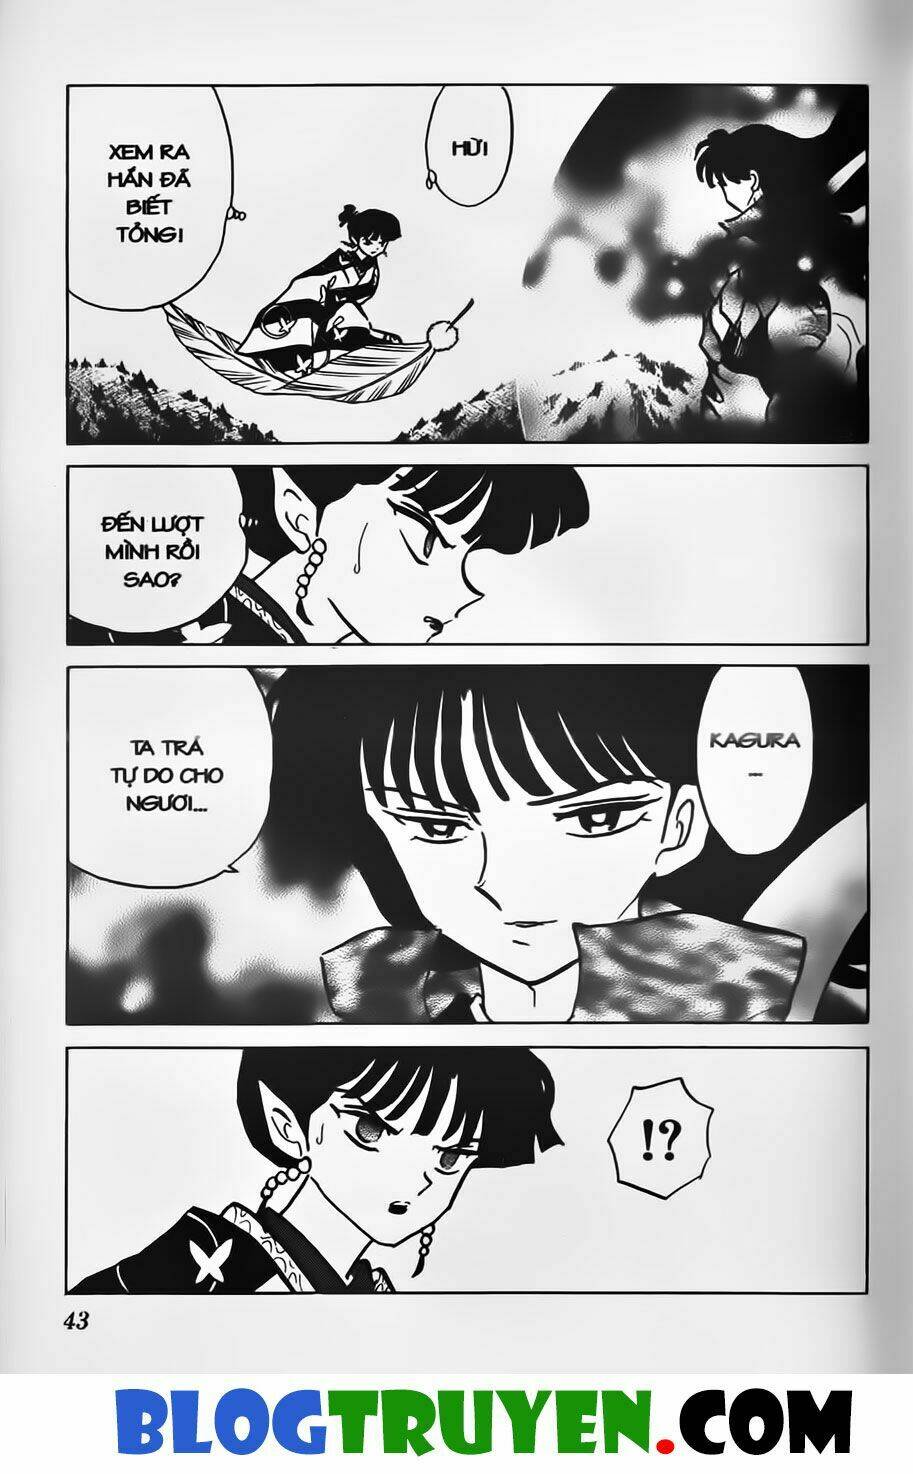 XEM RA
HẮN ĐÃ
BIẾT
TỎNG!
HỪ!
ĐẾN LƯỢT
MÌNH RỒI
SAO?
KAGURA
...
TA TRẢ
TỰ DO CHO
NGƯƠI...
!?
43
BLOGTRUYEN.COM